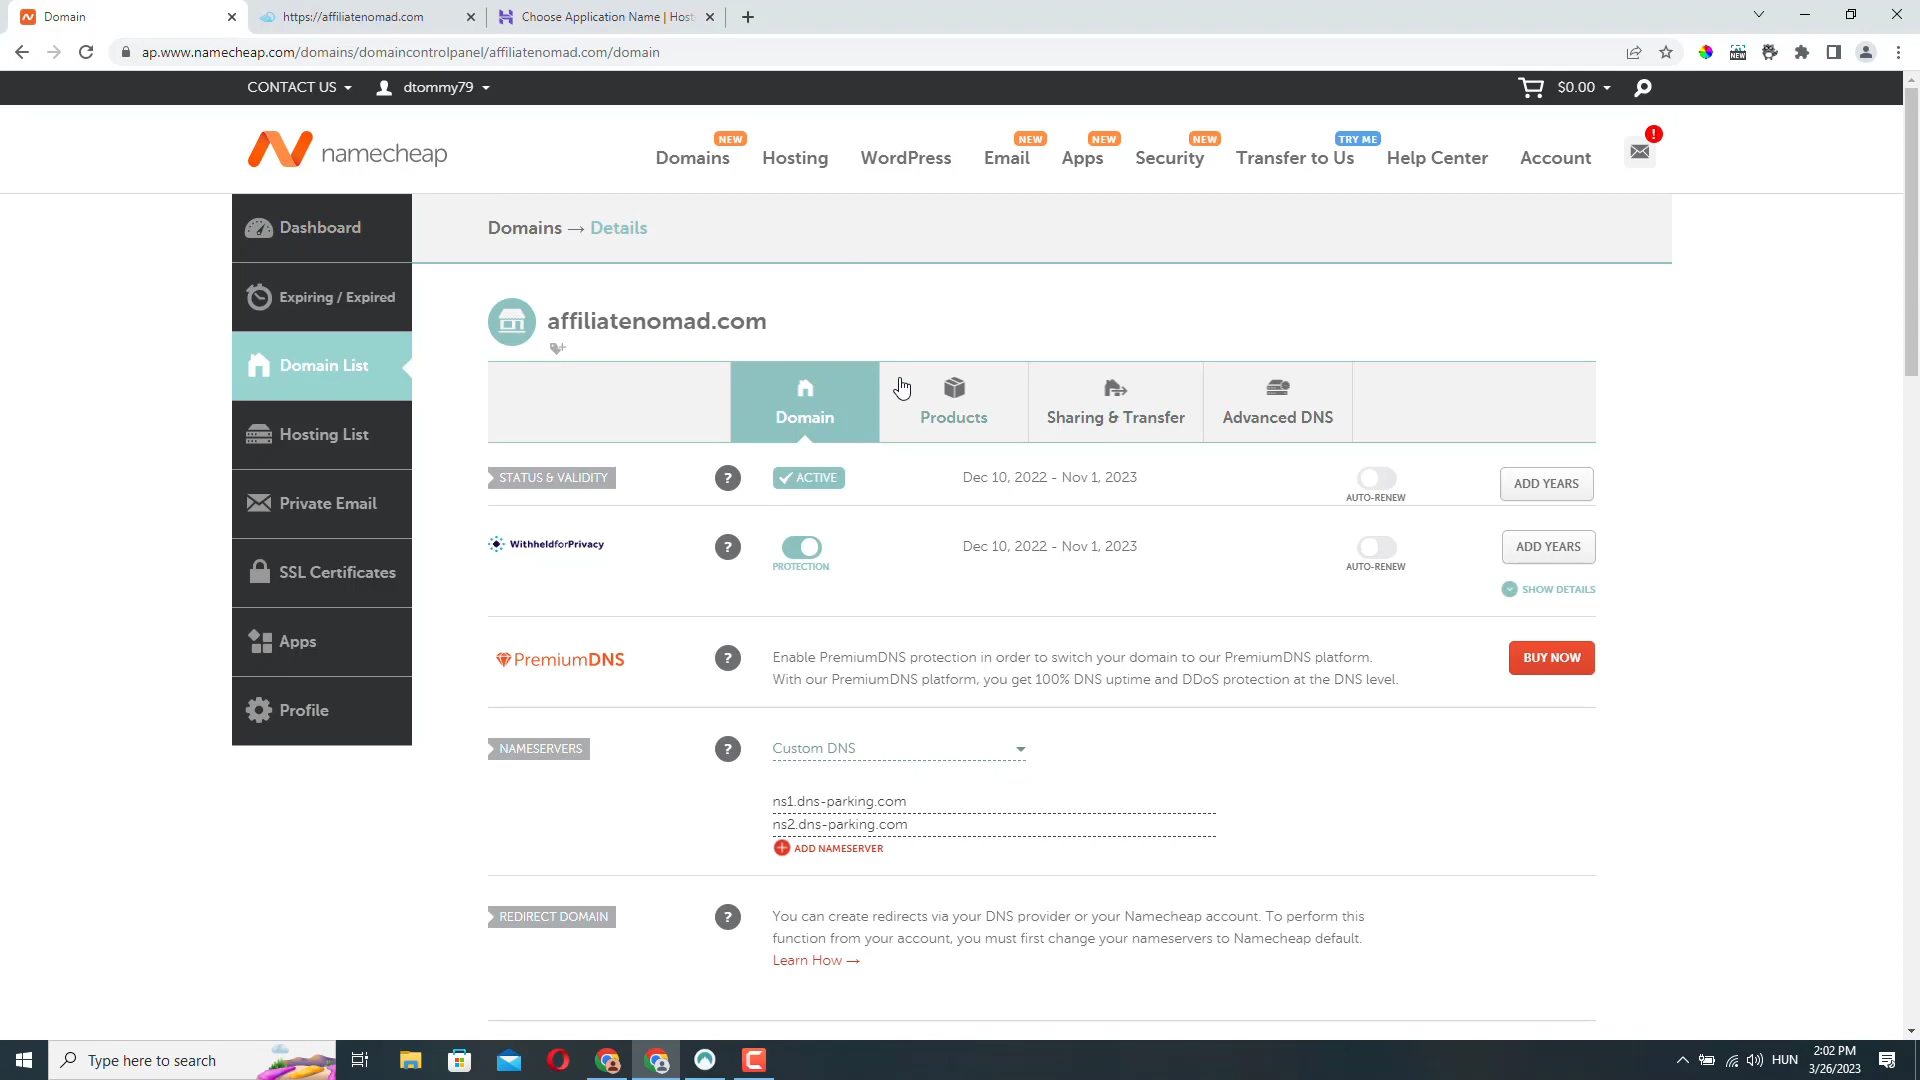 Domain
https://affiliatenomad.com
Choose Application Name | Host
ap.www.namecheap.com/domains/domaincontrolpanel/affiliatenomad.com/domain
CONTACT US
dtommy79
$0.00
namecheap
NEW
Domains
Hosting
WordPress
NEW
Email
NEW
Apps
NEW
Security
TRY ME
Transfer to Us
Help Center
Account
!
Dashboard
Expiring / Expired
Domain List
Hosting List
Private Email
SSL Certificates
Apps
Profile
Domains → Details
affiliatenomad.com
Domain
Products
Sharing & Transfer
Advanced DNS
STATUS & VALIDITY
?
ACTIVE
Dec 10, 2022 - Nov 1, 2023
AUTO-RENEW
ADD YEARS
WithheldforPrivacy
?
PROTECTION
Dec 10, 2022 - Nov 1, 2023
AUTO-RENEW
ADD YEARS
SHOW DETAILS
PremiumDNS
?
Enable PremiumDNS protection in order to switch your domain to our PremiumDNS platform.
With our PremiumDNS platform, you get 100% DNS uptime and DDoS protection at the DNS level.
BUY NOW
NAMESERVERS
?
Custom DNS
ns1.dns-parking.com
ns2.dns-parking.com
ADD NAMESERVER
REDIRECT DOMAIN
?
You can create redirects via your DNS provider or your Namecheap account. To perform this
function from your account, you must first change your nameservers to Namecheap default.
Learn How →
Type here to search
HUN
2:02 PM
3/26/2023